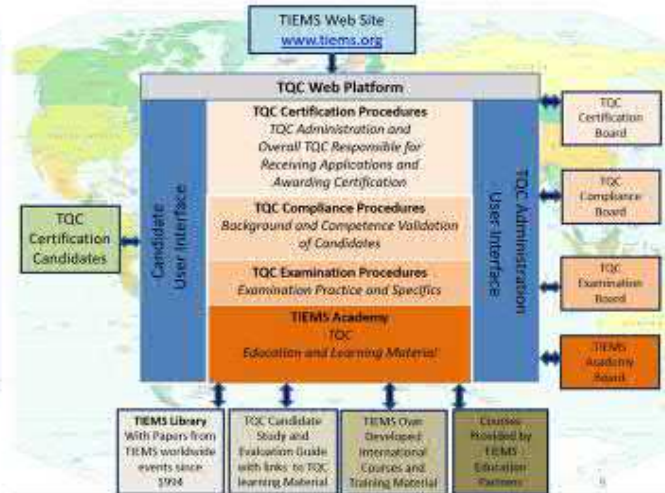 TIEMS Web Site
www.tiems.org
TQC Web Platform
TQC Certification Procedures
TQC Administration and
Overall TQC Responsible for
Receiving Applications and
Awarding Certification
TQC Compliance Procedures
Background and Competence Validation
of Candidates
TQC Examination Procedures
Examination Practice and Specifics
TIEMS Academy
TQC
Education and Learning Material
Candidate
User Interface
TQC Administration
User Interface
TQC
Certification
Candidates
TQC
Certification
Board
TQC
Compliance
Board
TQC
Examination
Board
TIEMS
Academy
Board
TIEMS Library
With Papers from
TIEMS worldwide
events since
1994
TQC Candidate
Study and
Evaluation Guide
with links to TQC
learning Material
TIEMS Own
Developed
International
Courses and
Training Material
Courses
Provided by
TIEMS
Education
Partners